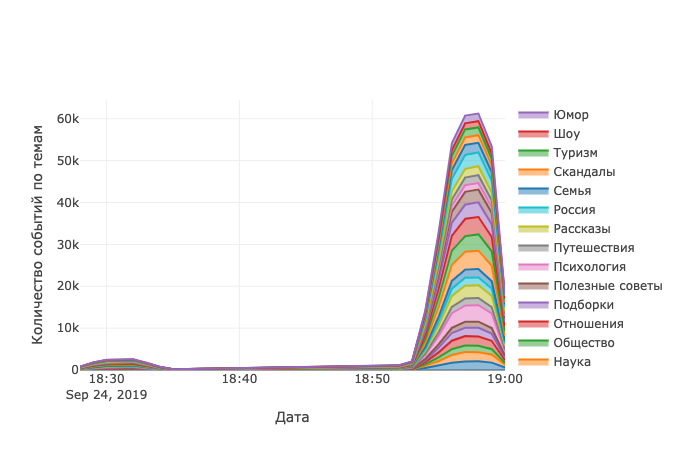 60k
50k
40k
30k
20k
10k
0
Количество событий по темам
18:30
18:40
18:50
19:00
Sep 24, 2019
Дата
Юмор
Шоу
Туризм
Скандалы
Семья
Россия
Рассказы
Путешествия
Психология
Полезные советы
Подборки
Отношения
Общество
Наука